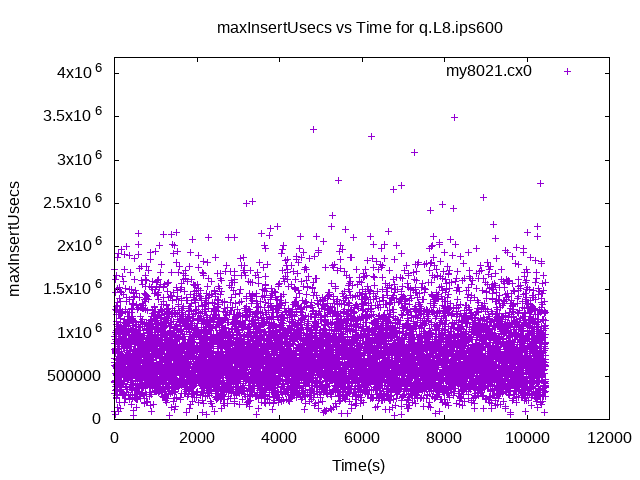 maxInsertUsecs vs Time for q.L8.ips600
my8021.cx0
4x10^6
3.5x10^6
3x10^6
2.5x10^6
2x10^6
1.5x10^6
1x10^6
500000
0
maxInsertUsecs
0 2000 4000 6000 8000 10000 12000
Time(s)